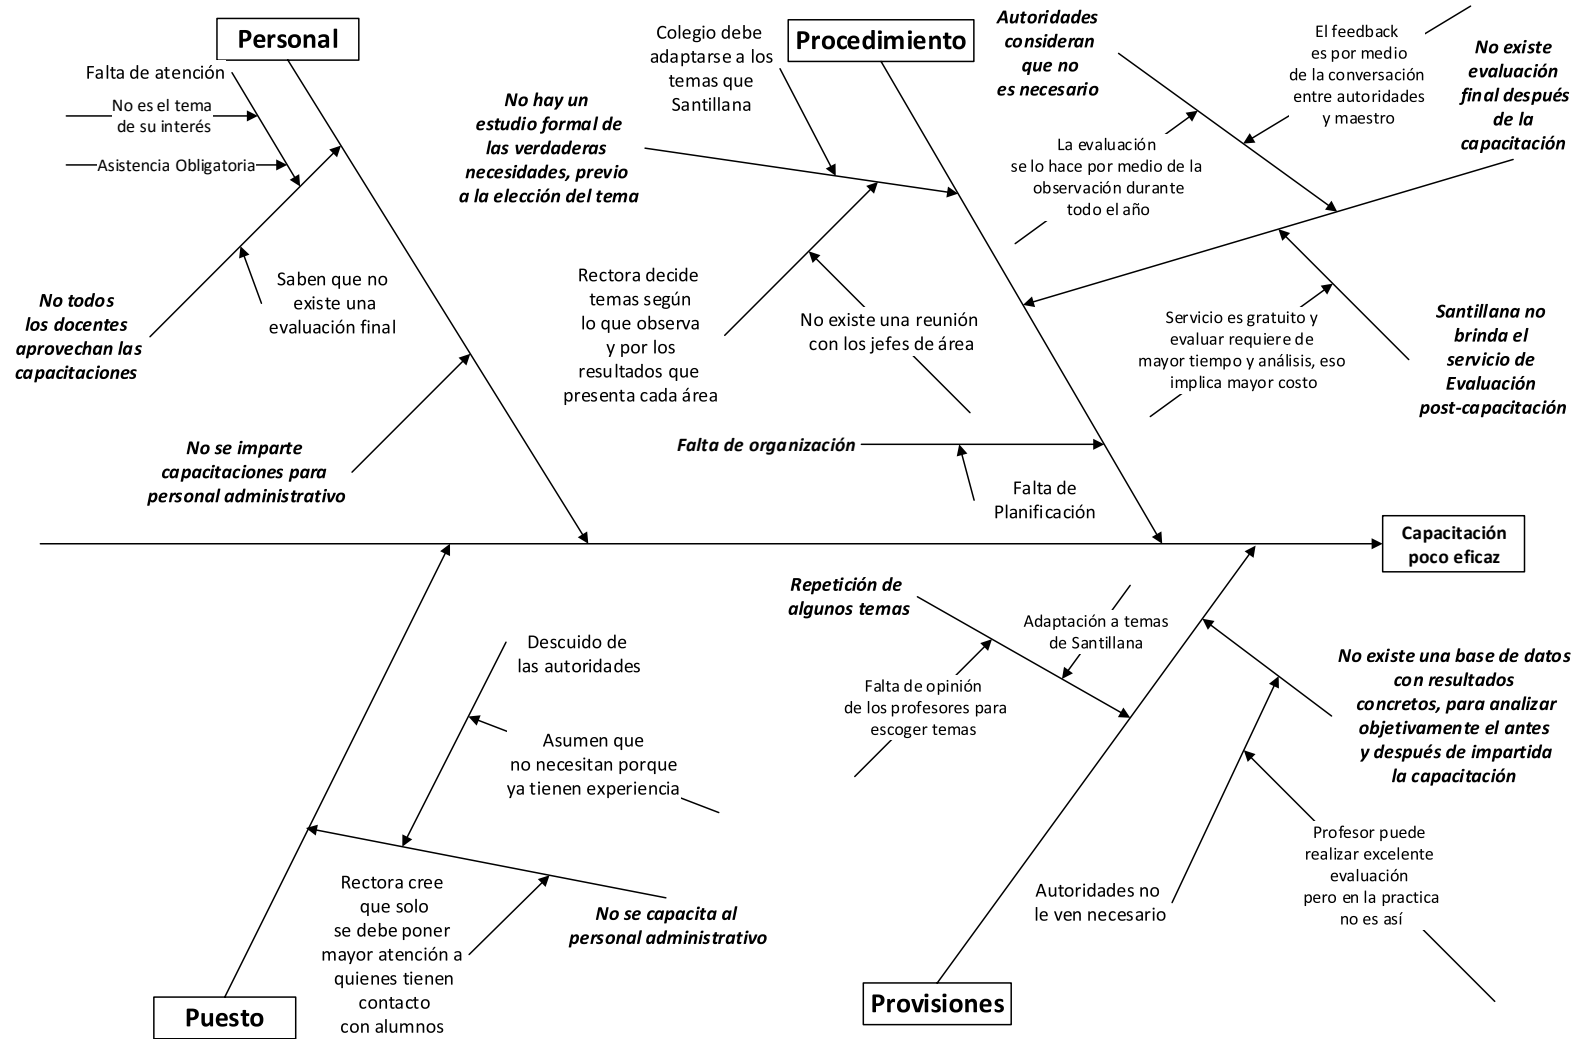 Personal
Falta de atención
No es el tema
de su interés
Asistencia Obligatoria
No todos
los docentes
aprovechan las
capacitaciones
Saben que no
existe una
evaluación final
No se imparte
capacitaciones para
personal administrativo
Procedimiento
Colegio debe
adaptarse a los
temas que
Santillana
No hay un
estudio formal de
las verdaderas
necesidades, previo
a la elección del tema
Rectora decide
temas según
lo que observa
y por los
resultados que
presenta cada área
No existe una reunión
con los jefes de área
Falta de organización
Falta de
Planificación
Autoridades
consideran
que no
es necesario
El feedback
es por medio
de la conversación
entre autoridades
y maestro
No existe
evaluación
final después
de la
capacitación
La evaluación
se lo hace por medio de la
observación durante
todo el año
Servicio es gratuito y
evaluar requiere de
mayor tiempo y análisis, eso
implica mayor costo
Santillana no
brinda el
servicio de
Evaluación
post-capacitación
Capacitación
poco eficaz
Descuido de
las autoridades
Asumen que
no necesitan porque
ya tienen experiencia
Rectora cree
que solo
se debe poner
mayor atención a
quienes tienen
contacto
con alumnos
No se capacita al
personal administrativo
Puesto
Repetición de
algunos temas
Adaptación a temas
de Santillana
Falta de opinión
de los profesores para
escoger temas
No existe una base de datos
con resultados
concretos, para analizar
objetivamente el antes
y después de impartida
la capacitación
Autoridades no
le ven necesario
Profesor puede
realizar excelente
evaluación
pero en la practica
no es así
Provisiones